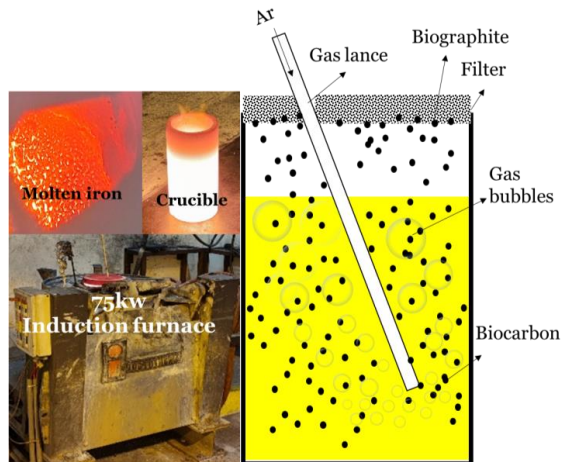 Ar
Gas lance
Biographite
Filter
Molten iron
Crucible
Gas
bubbles
75kw
Induction furnace
Biocarbon